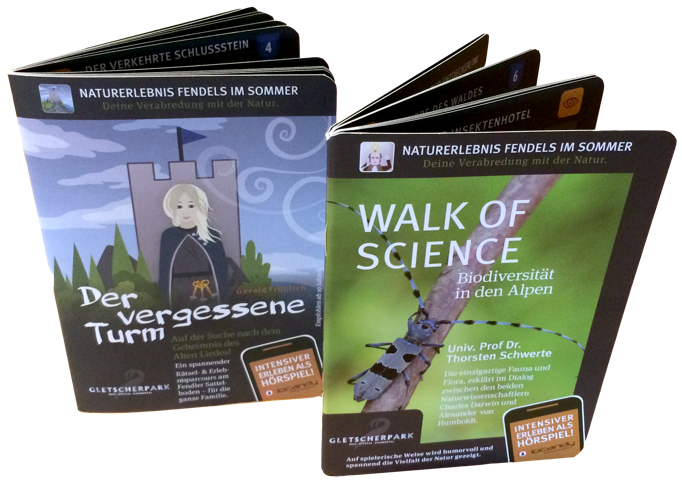 DER VERKEHRTE SCHLUSSSTEIN 4
NATURERLEBNIS FENDELS IM SOMMER
Deine Verabredung mit der Natur.
Gerald Fröhlich
Der
vergessene
Turm
Auf der Suche nach dem
Geheimnis des
Alten Liedes!
Ein spannender
Rätsel- & Erleb-
nisparcours am
Fendler Sattel-
boden – für die
ganze Familie.
GLETSCHERPARK
INTENSIVER
ERLEBEN ALS
HÖRSPIEL!
6
DES WALDES
INSEKTENHOTEL
NATURERLEBNIS FENDELS IM SOMMER
Deine Verabredung mit der Natur.
WALK OF
SCIENCE
Biodiversität
in den Alpen
Univ. Prof Dr.
Thorsten Schwerte
Die einzigartige Fauna und
Flora, erklärt im Dialog
zwischen den beiden
Naturwissenschaftlern
Charles Darwin und
Alexander von
Humboldt.
GLETSCHERPARK
INTENSIVER
ERLEBEN ALS
HÖRSPIEL!
Auf spielerische Weise wird humorvoll und
spannend die Vielfalt der Natur gezeigt.